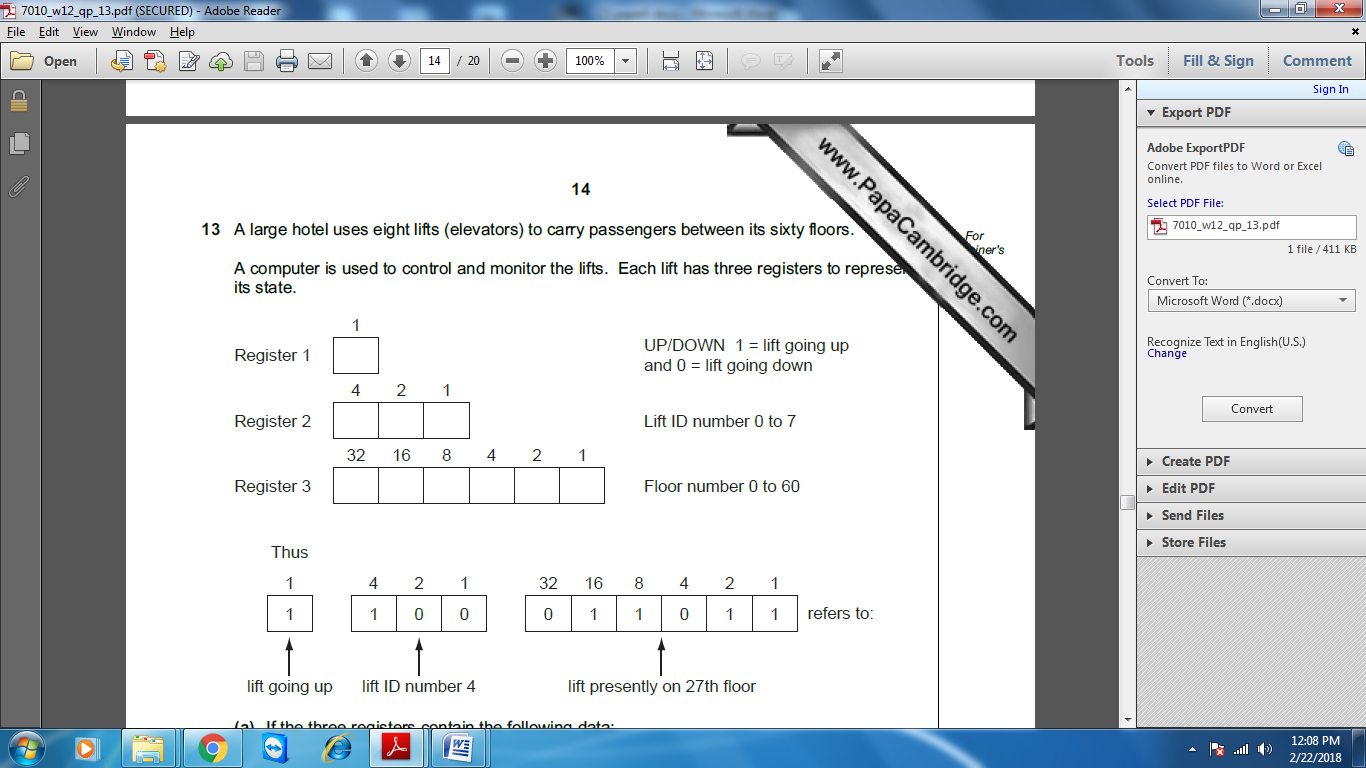 7010_w12_qp_13.pdf (SECURED) - Adobe Reader
File Edit View Window Help
Open 14 / 20 100% Tools Fill & Sign Comment
Sign In
Export PDF
Adobe ExportPDF
Convert PDF files to Word or Excel
online.
Select PDF File:
7010_w12_qp_13.pdf
1 file / 411 KB
Convert To:
Microsoft Word (*.docx)
Recognize Text in English(U.S.)
Change
Convert
Create PDF
Edit PDF
Send Files
Store Files
www.PapaCambridge.com
14
For
13 A large hotel uses eight lifts (elevators) to carry passengers between its sixty floors.
A computer is used to control and monitor the lifts. Each lift has three registers to
its state.
1
Register 1 UP/DOWN 1 = lift going up
and 0 = lift going down
4 2 1
Register 2 Lift ID number 0 to 7
32 16 8 4 2 1
Register 3 Floor number 0 to 60
Thus
1 4 2 1 32 16 8 4 2 1
1 1 0 0 0 1 1 0 1 1 refers to:
lift going up lift ID number 4 lift presently on 27th floor
(a) If the three registers contain the following data:
12:08 PM
2/22/2018